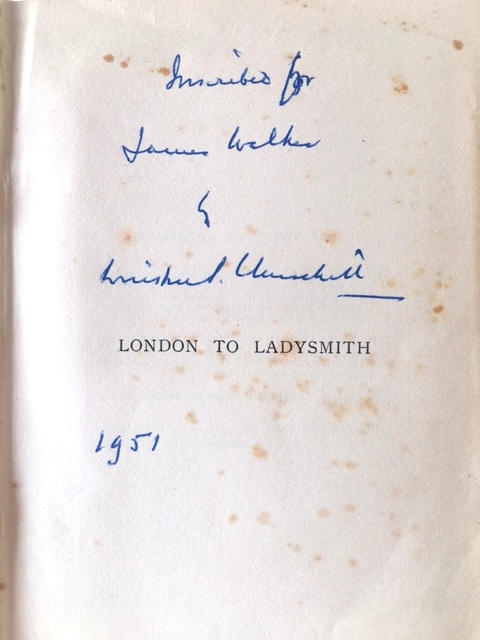 Inscribed for
James Walker
by
Winston S. Churchill
LONDON TO LADYSMITH
1951